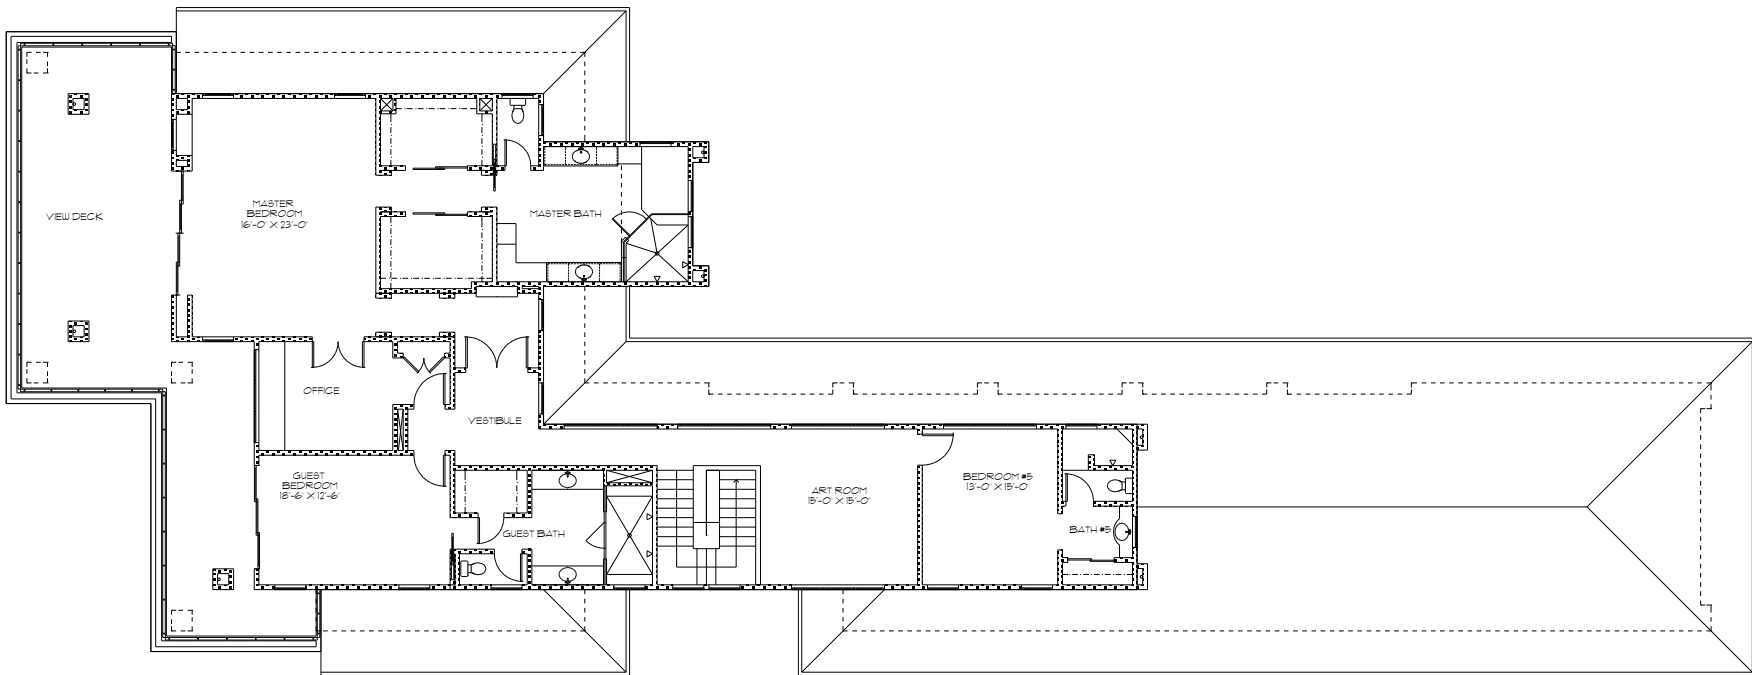 VIEW DECK
MASTER
BEDROOM
16'-0" X 23'-0"
MASTER BATH
OFFICE
VESTIBULE
GUEST
BEDROOM
18'-6" X 12'-6"
GUEST BATH
ART ROOM
15'-0" X 15'-0"
BEDROOM #5
13'-0" X 15'-0"
BATH #5